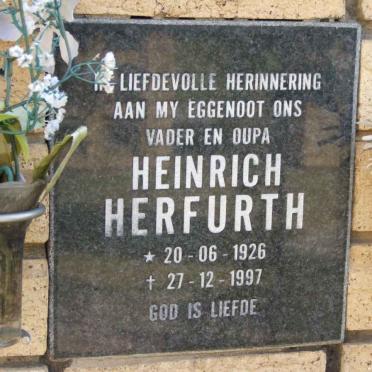 IN LIEFDEVOLLE HERINNERING
AAN MY EGGENOOT ONS
VADER EN OUPA
HEINRICH
HERFURTH
★ 20-06-1926
† 27-12-1997
GOD IS LIEFDE